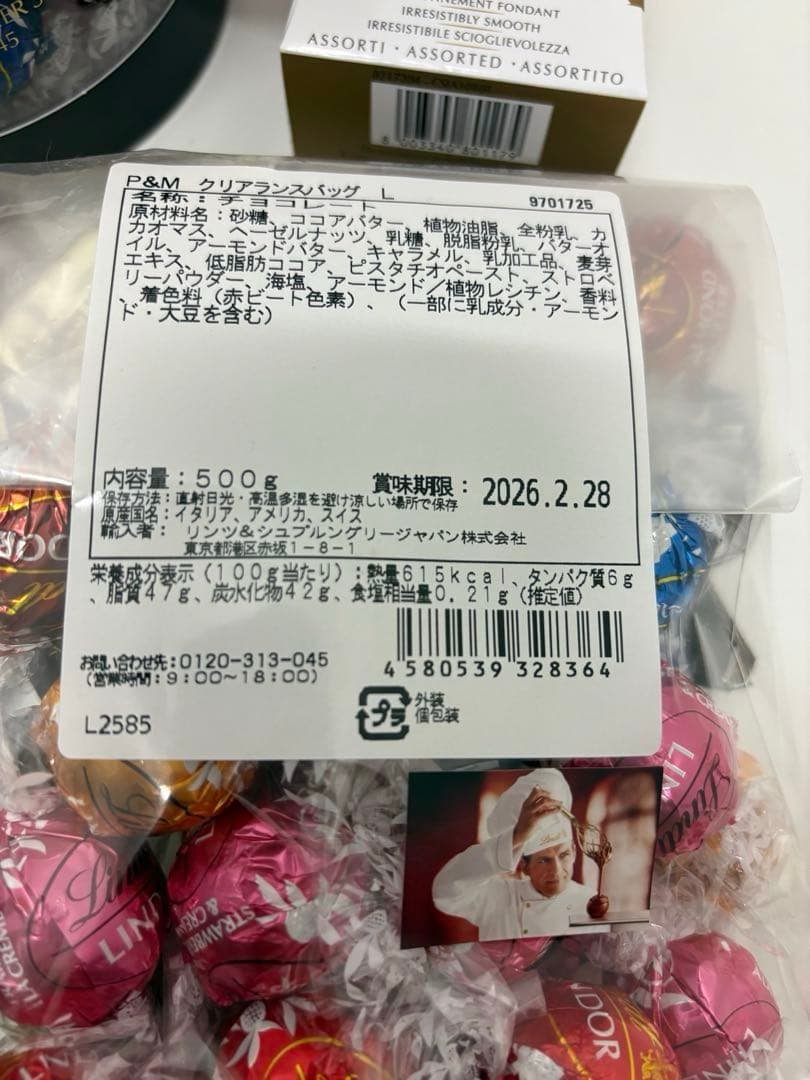 45
FINEMENT FONDANT
IRRESISTIBLY SMOOTH
IRRESISTIBILE SCIOGLIEVOLEZZA
ASSORTI · ASSORTED · ASSORTITO
8 003340 801179
P&M クリアランスバッグ L
9701725
名称：チョコレート
原材料名：砂糖、ココアバター、植物油脂、全粉乳、カ
カオマス、ヘーゼルナッツ、乳糖、脱脂粉乳、バターオ
イル、アーモンドバター、キャラメル、乳加工品、麦芽
エキス、低脂肪ココア、ピスタチオペースト、ストロベ
リーパウダー、海塩、アーモンド／植物レシチン、香料
、着色料（赤ビート色素）、（一部に乳成分・アーモン
ド・大豆を含む）
内容量：５００ｇ 賞味期限：2026.2.28
保存方法：直射日光・高温多湿を避け涼しい場所で保存
原産国名：イタリア、アメリカ、スイス
輸入者： リンツ＆シュプルングリージャパン株式会社
東京都港区赤坂１－８－１
栄養成分表示（１００ｇ当たり）：熱量６１５ｋｃａｌ、タンパク質６ｇ
、脂質４７ｇ、炭水化物４２ｇ、食塩相当量０．２１ｇ（推定値）
お問い合わせ先：0120-313-045
（営業時間：９：００～１８：００）
4 580539 328364
L2585
プラ
外装
個包装
DOR
Lindt
LIN
Lindt
LIND
STRAWBE
& CREAM
Lindt
NDOR